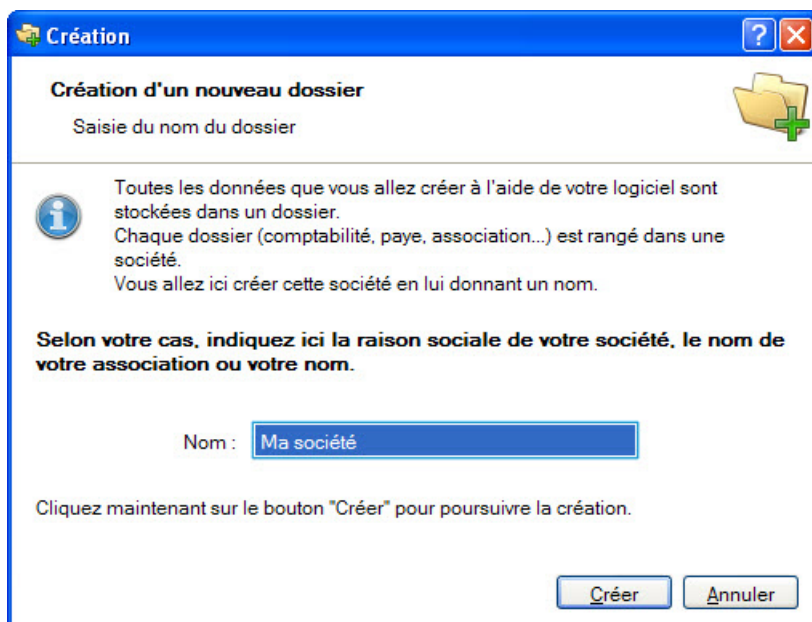 Création
Création d'un nouveau dossier
Saisie du nom du dossier
Toutes les données que vous allez créer à l'aide de votre logiciel sont
stockées dans un dossier.
Chaque dossier (comptabilité, paye, association...) est rangé dans une
société.
Vous allez ici créer cette société en lui donnant un nom.
Selon votre cas, indiquez ici la raison sociale de votre société, le nom de
votre association ou votre nom.
Nom : Ma société
Cliquez maintenant sur le bouton "Créer" pour poursuivre la création.
Créer Annuler